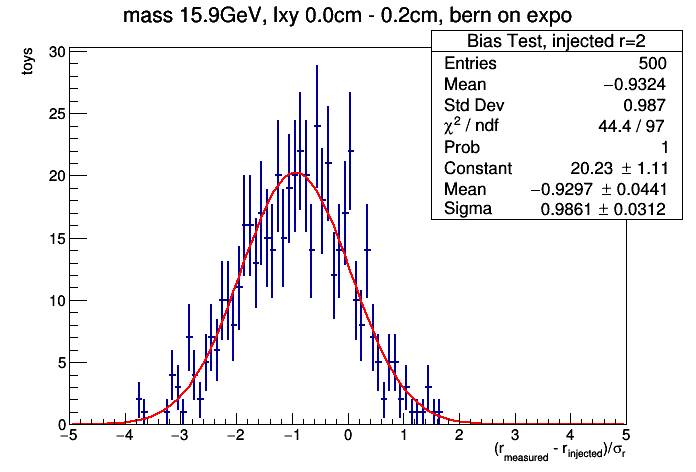 mass 15.9GeV, lxy 0.0cm - 0.2cm, bern on expo
Bias Test, injected r=2
Entries 500
Mean −0.9324
Std Dev 0.987
χ² / ndf 44.4 / 97
Prob 1
Constant 20.23 ± 1.11
Mean −0.9297 ± 0.0441
Sigma 0.9861 ± 0.0312
toys
30
25
20
15
10
5
0
−5 −4 −3 −2 −1 0 1 2 3 4 5
(r_measured - r_injected)/σ_r